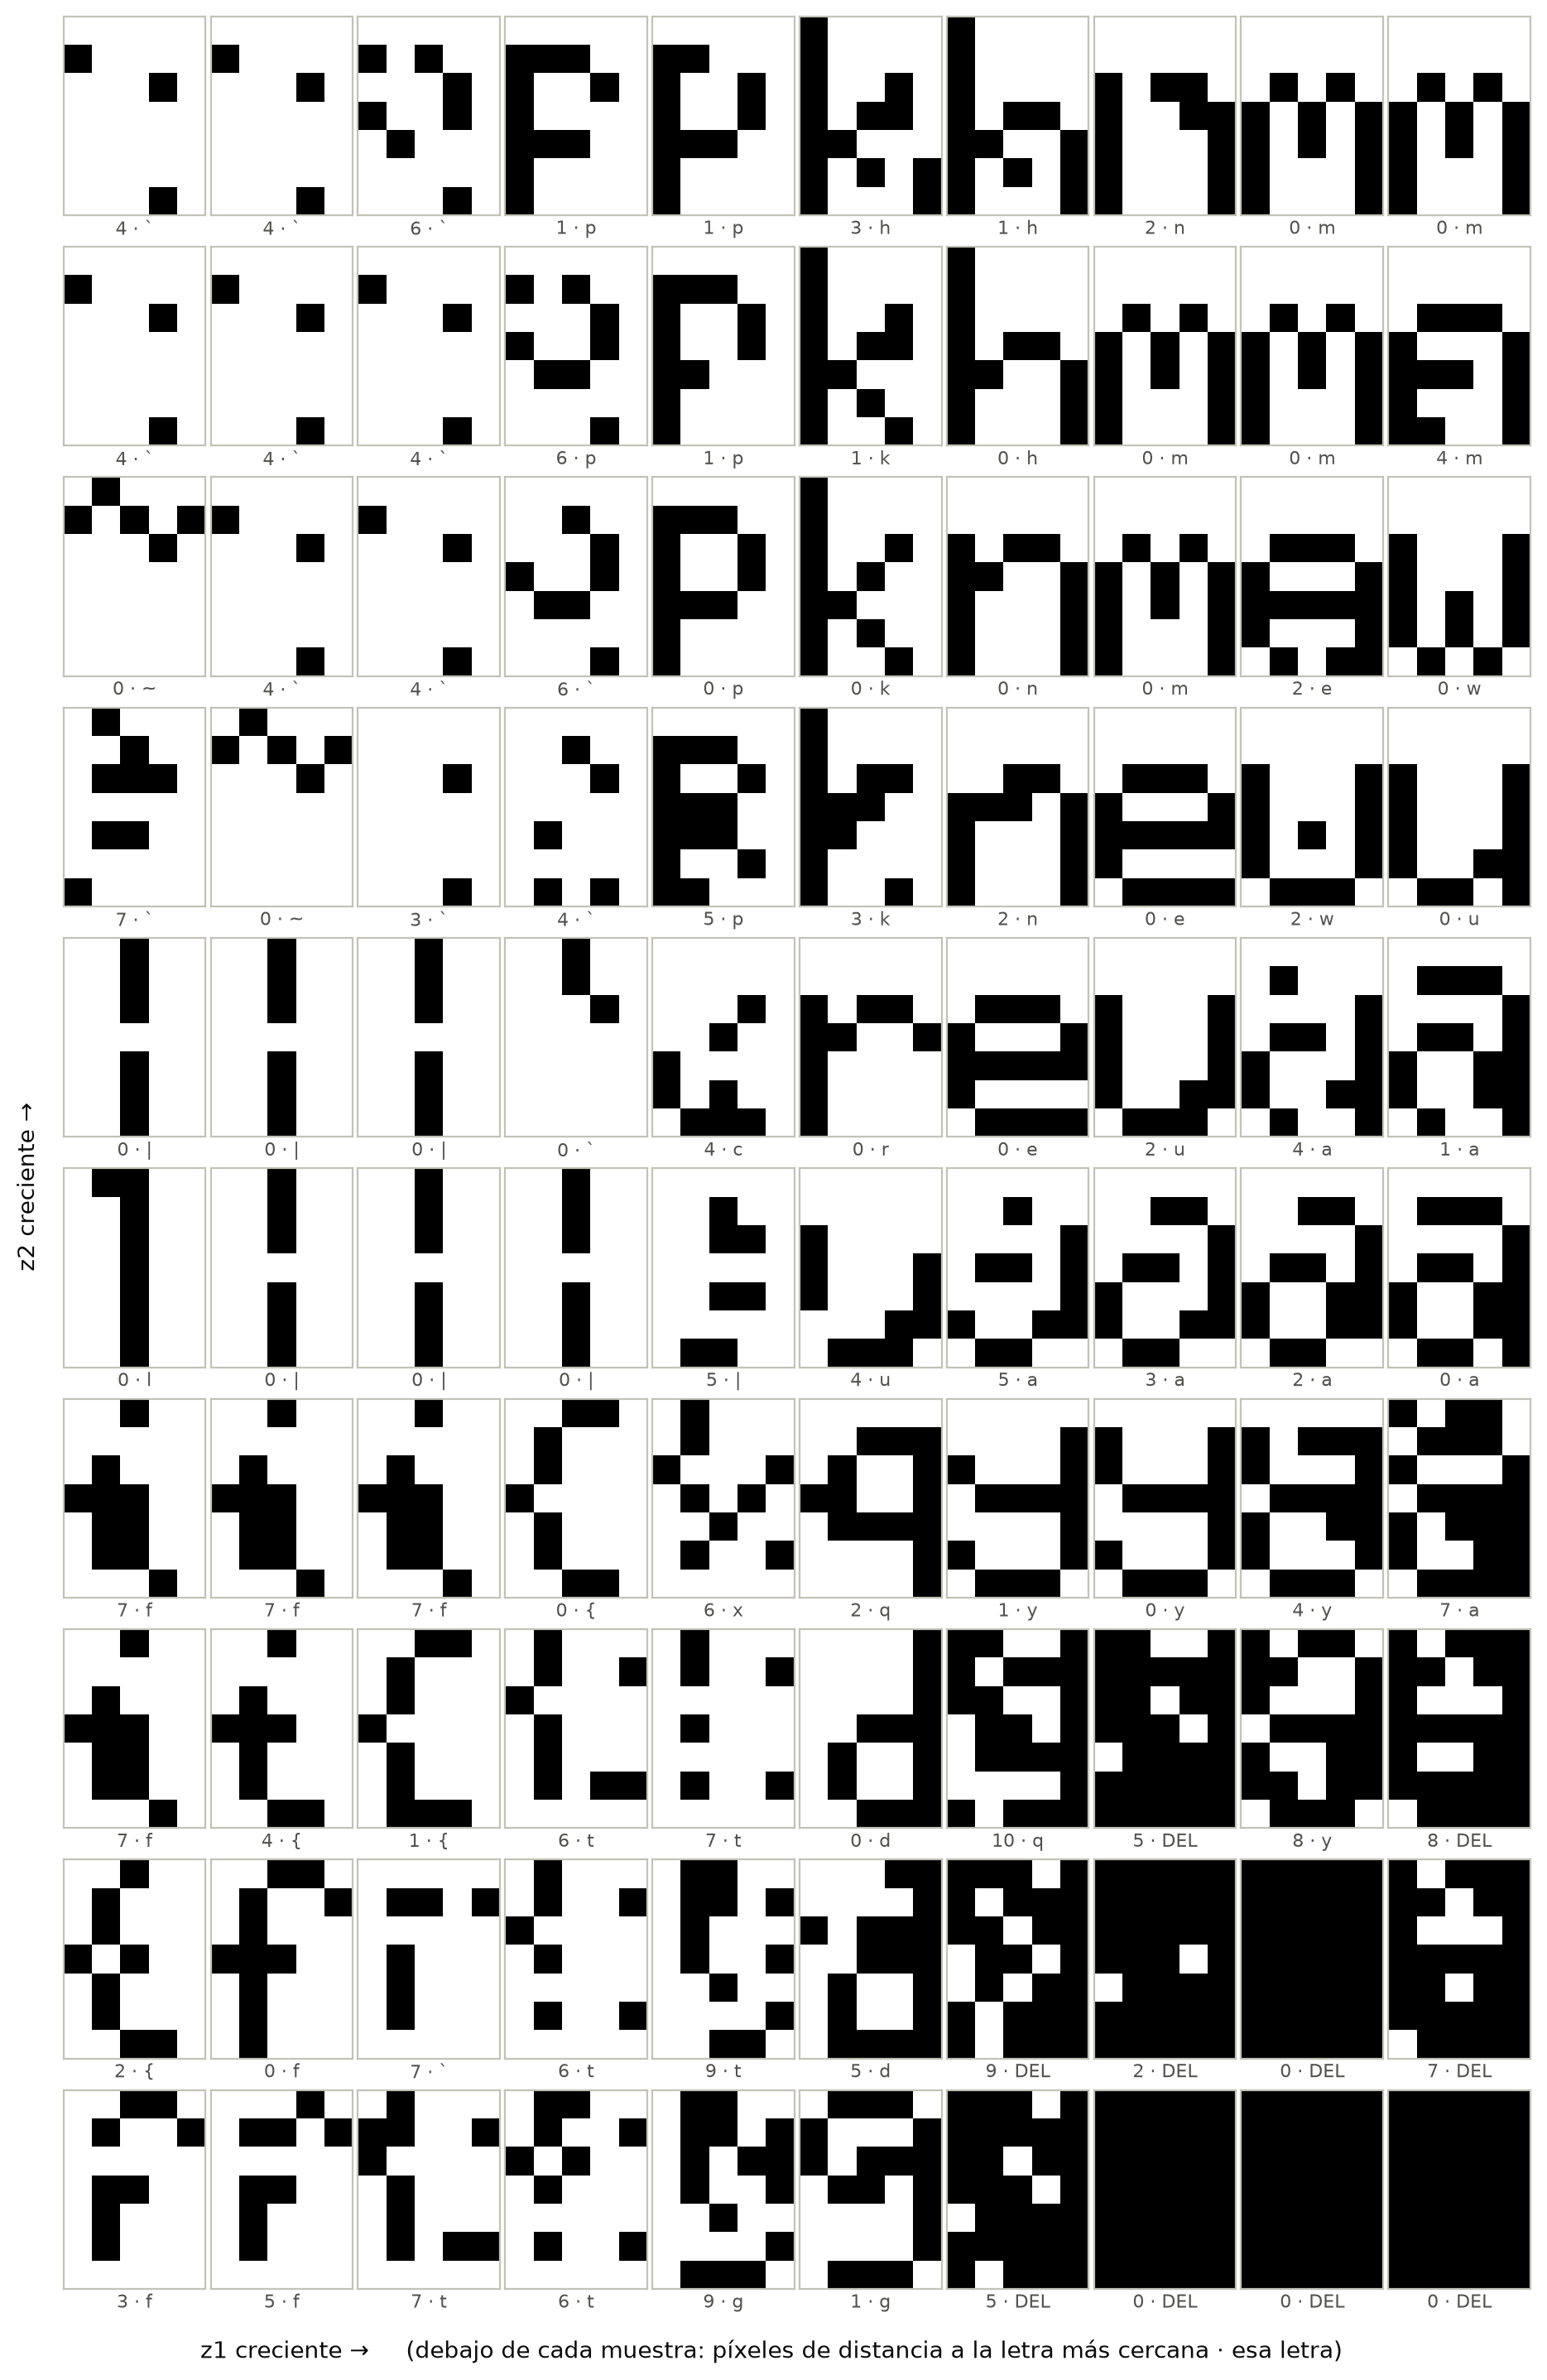 4 · ` 4 · ` 6 · ` 1 · p 1 · p 3 · h 1 · h 2 · n 0 · m 0 · m
4 · ` 4 · ` 4 · ` 6 · p 1 · p 1 · k 0 · h 0 · m 0 · m 4 · m
0 · ~ 4 · ` 4 · ` 6 · ` 0 · p 0 · k 0 · n 0 · m 2 · e 0 · w
7 · ` 0 · ~ 3 · ` 4 · ` 5 · p 3 · k 2 · n 0 · e 2 · w 0 · u
0 · | 0 · | 0 · | 0 · ` 4 · c 0 · r 0 · e 2 · u 4 · a 1 · a
0 · l 0 · | 0 · | 0 · | 5 · | 4 · u 5 · a 3 · a 2 · a 0 · a
7 · f 7 · f 7 · f 0 · { 6 · x 2 · q 1 · y 0 · y 4 · y 7 · a
7 · f 4 · { 1 · { 6 · t 7 · t 0 · d 10 · q 5 · DEL 8 · y 8 · DEL
2 · { 0 · f 7 · ` 6 · t 9 · t 5 · d 9 · DEL 2 · DEL 0 · DEL 7 · DEL
3 · f 5 · f 7 · t 6 · t 9 · g 1 · g 5 · DEL 0 · DEL 0 · DEL 0 · DEL
z2 creciente →
z1 creciente → (debajo de cada muestra: píxeles de distancia a la letra más cercana · esa letra)